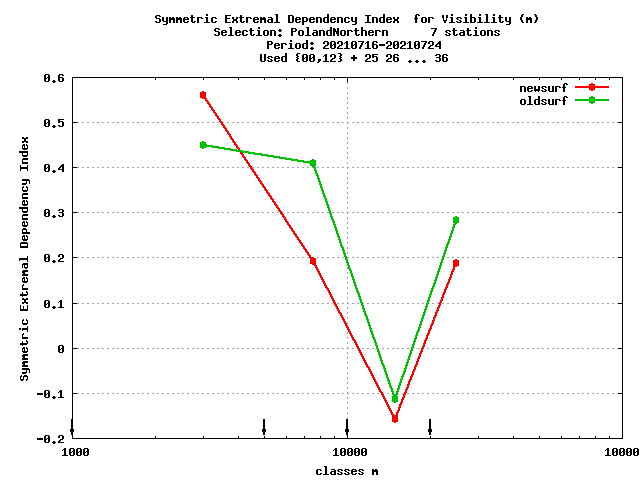 Symmetric Extremal Dependency Index  for Visibility (m)
Selection: PolandNorthern      7 stations
Period: 20210716-20210724
Used {00,12} + 25 26 ... 36
newsurf
oldsurf
0.6
0.5
0.4
0.3
0.2
0.1
0
-0.1
-0.2
Symmetric Extremal Dependency Index
1000
10000
10000
classes m